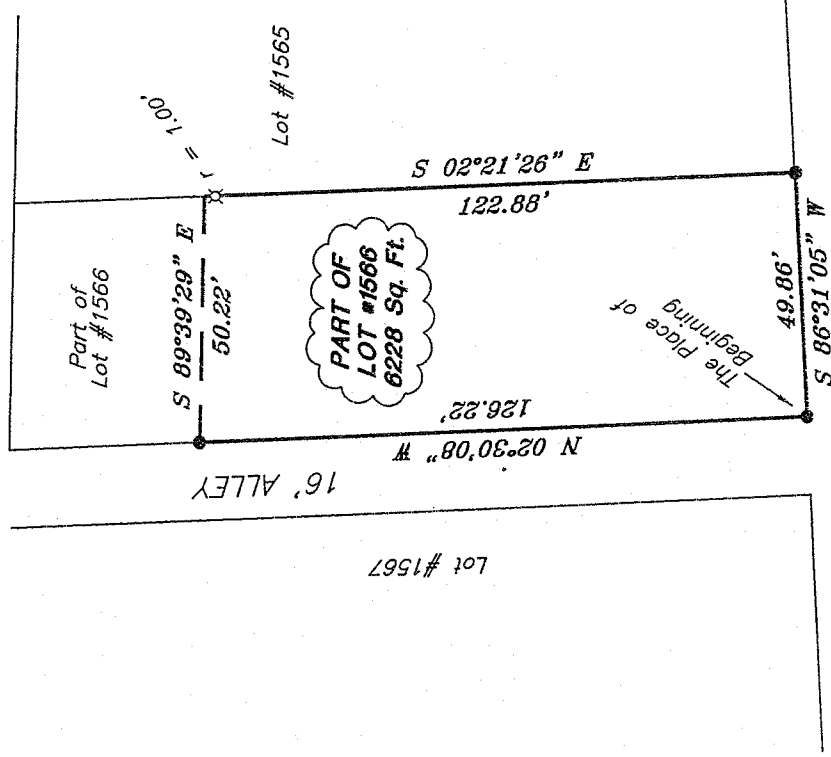 r = 1.00'
Lot #1565
Part of
Lot #1566
S 89°39'29" E
50.22'
S 02°21'26" E
122.88'
PART OF
LOT #1566
6228 Sq. Ft.
The Place of
Beginning
49.86'
S 86°31'05" W
126.22'
N 02°30'08" W
16' ALLEY
Lot #1567